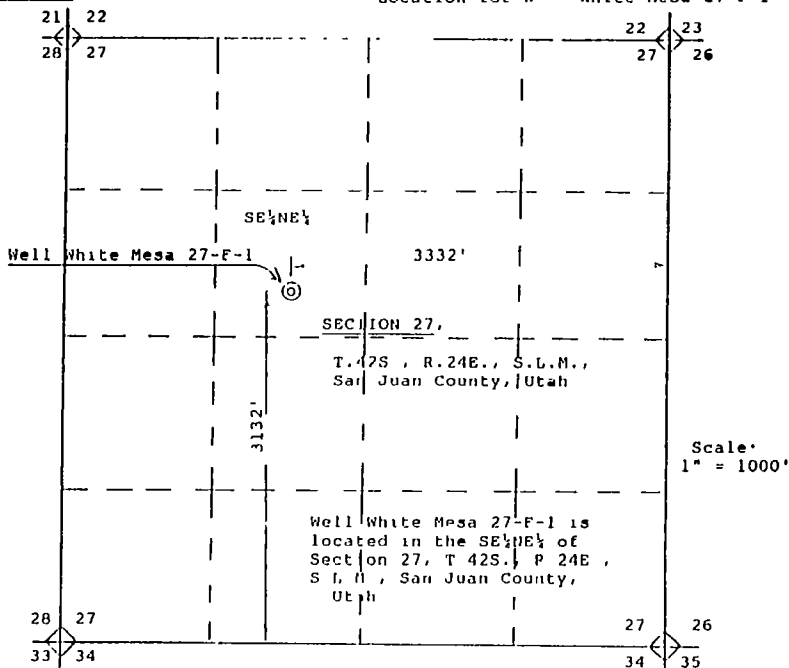 White Mesa 27-F-1
21 22
28 27
22 23
27 26
SE¼NE¼
Well White Mesa 27-F-1
3332'
SECTION 27,
T.42S , R.24E., S.L.M.,
San Juan County, Utah
3132'
Scale
1" = 1000'
Well White Mesa 27-F-1 is
located in the SE¼NE¼ of
Section 27, T 42S., R 24E ,
S L M , San Juan County,
Utah
28 27
33 34
27 26
34 35